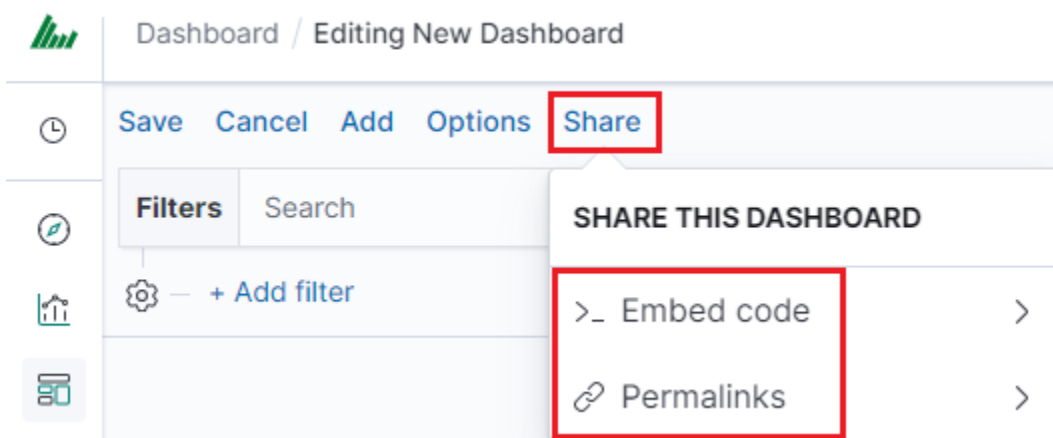 Dashboard / Editing New Dashboard
Save Cancel Add Options Share
Filters Search
SHARE THIS DASHBOARD
+ Add filter
>_ Embed code
Permalinks